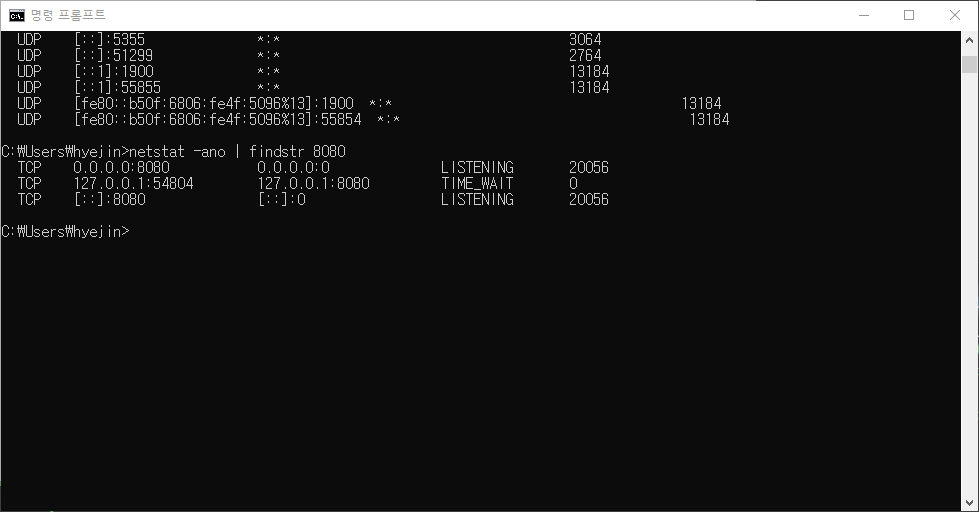 명령 프롬프트
UDP [::]:5355 *:* 3064
UDP [::]:51299 *:* 2764
UDP [::1]:1900 *:* 13184
UDP [::1]:55855 *:* 13184
UDP [fe80::b50f:6806:fe4f:5096%13]:1900 *:* 13184
UDP [fe80::b50f:6806:fe4f:5096%13]:55854 *:* 13184
C:₩Users₩hyejin>netstat -ano | findstr 8080
TCP 0.0.0.0:8080 0.0.0.0:0 LISTENING 20056
TCP 127.0.0.1:54804 127.0.0.1:8080 TIME_WAIT 0
TCP [::]:8080 [::]:0 LISTENING 20056
C:₩Users₩hyejin>